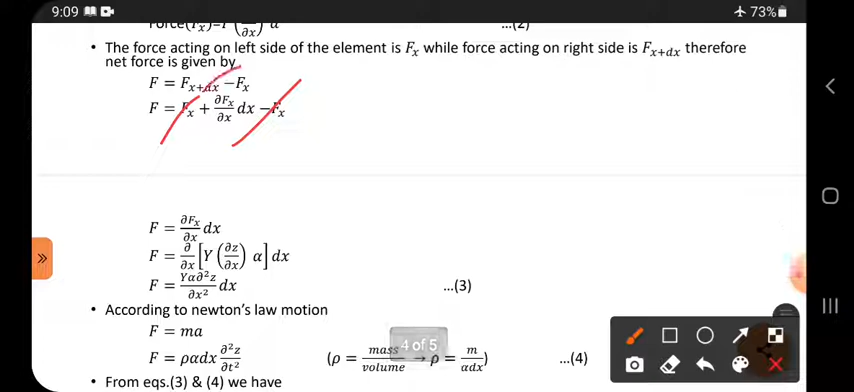 9:09 73%
Force(Fx)=Y (∂x) α ...(2)
• The force acting on left side of the element is Fx while force acting on right side is Fx+dx therefore
net force is given by
F = Fx+dx −Fx
F = Fx + ∂Fx/∂x dx −Fx
F = ∂Fx/∂x dx
F = ∂/∂x [Y (∂z/∂x) α] dx
F = Yα∂²z/∂x² dx ...(3)
• According to newton's law motion
F = ma
F = ραdx ∂²z/∂t² (ρ = mass/volume → ρ = m/αdx) ...(4)
4 of 5
• From eqs.(3) & (4) we have